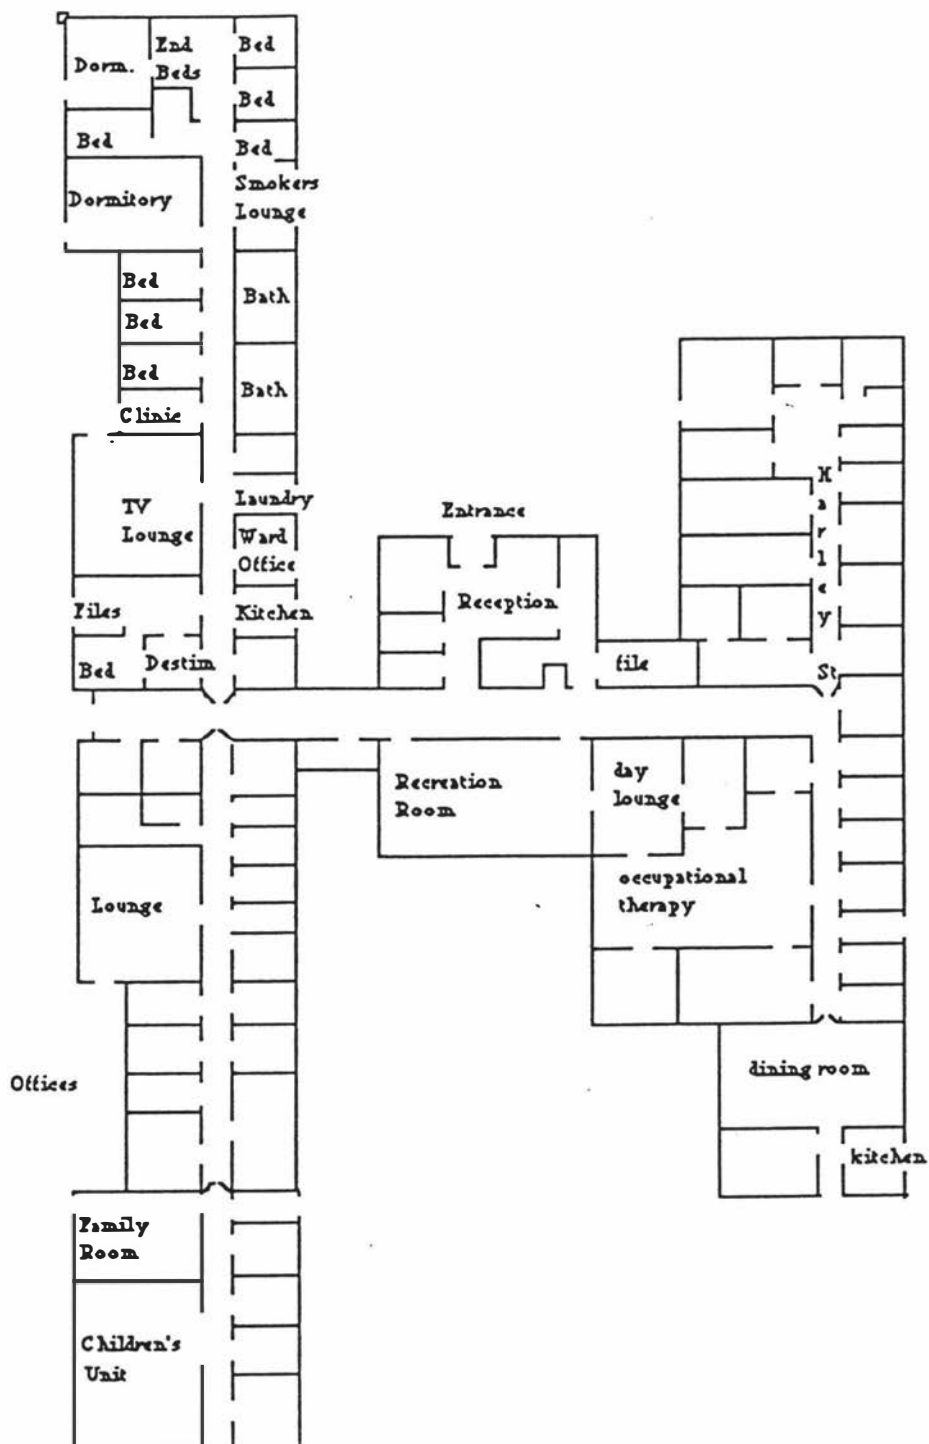 Dorm.
End
Beds
Bed
Bed
Bed
Bed
Dormitory
Smokers
Lounge
Bed
Bed
Bed
Clinic
Bath
Bath
TV
Lounge
Laundry
Ward
Office
Files
Kitchen
Bed
Destim
Entrance
Reception
file
Harley
St
Recreation
Room
day
lounge
occupational
therapy
Lounge
Offices
dining room
kitchen
Family
Room
Children's
Unit